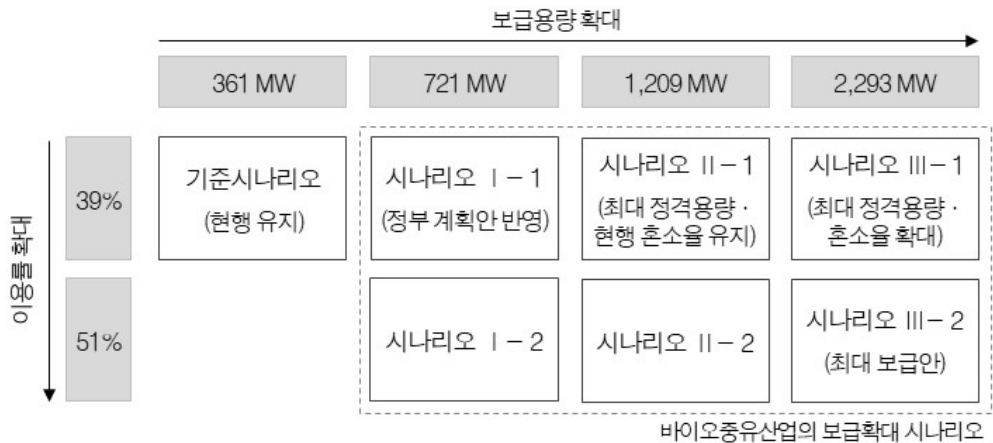 보급용량 확대
361 MW
721 MW
1,209 MW
2,293 MW
이용률 확대
39%
기준시나리오
(현행 유지)
시나리오 Ⅰ-1
(정부 계획안 반영)
시나리오 Ⅱ-1
(최대 정격용량·
현행 혼소율 유지)
시나리오 Ⅲ-1
(최대 정격용량·
혼소율 확대)
51%
시나리오 Ⅰ-2
시나리오 Ⅱ-2
시나리오 Ⅲ-2
(최대 보급안)
바이오중유산업의 보급확대 시나리오